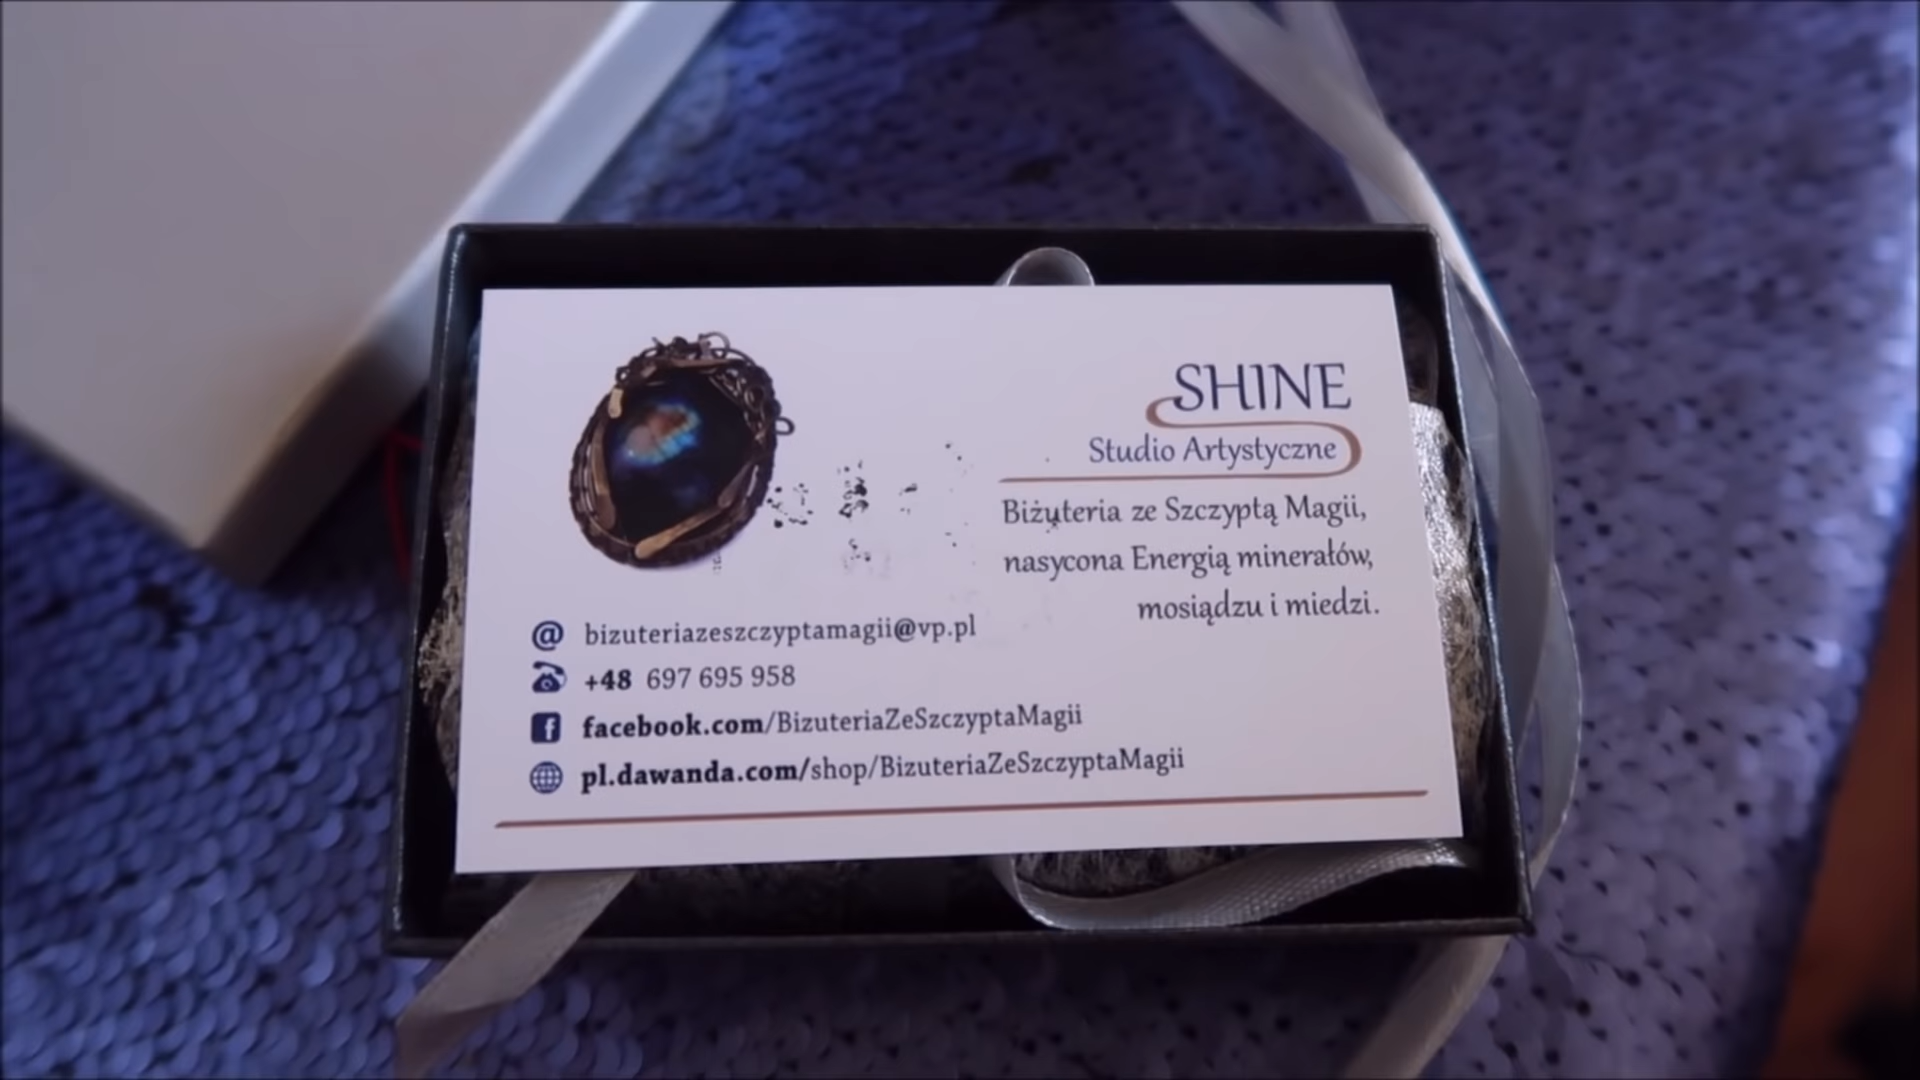 SHINE
Studio Artystyczne
Biżuteria ze Szczyptą Magii,
nasycona Energią minerałów,
mosiądzu i miedzi.
@ bizuteriazeszczyptamagii@vp.pl
+48 697 695 958
f facebook.com/BizuteriaZeSzczyptaMagii
pl.dawanda.com/shop/BizuteriaZeSzczyptaMagii